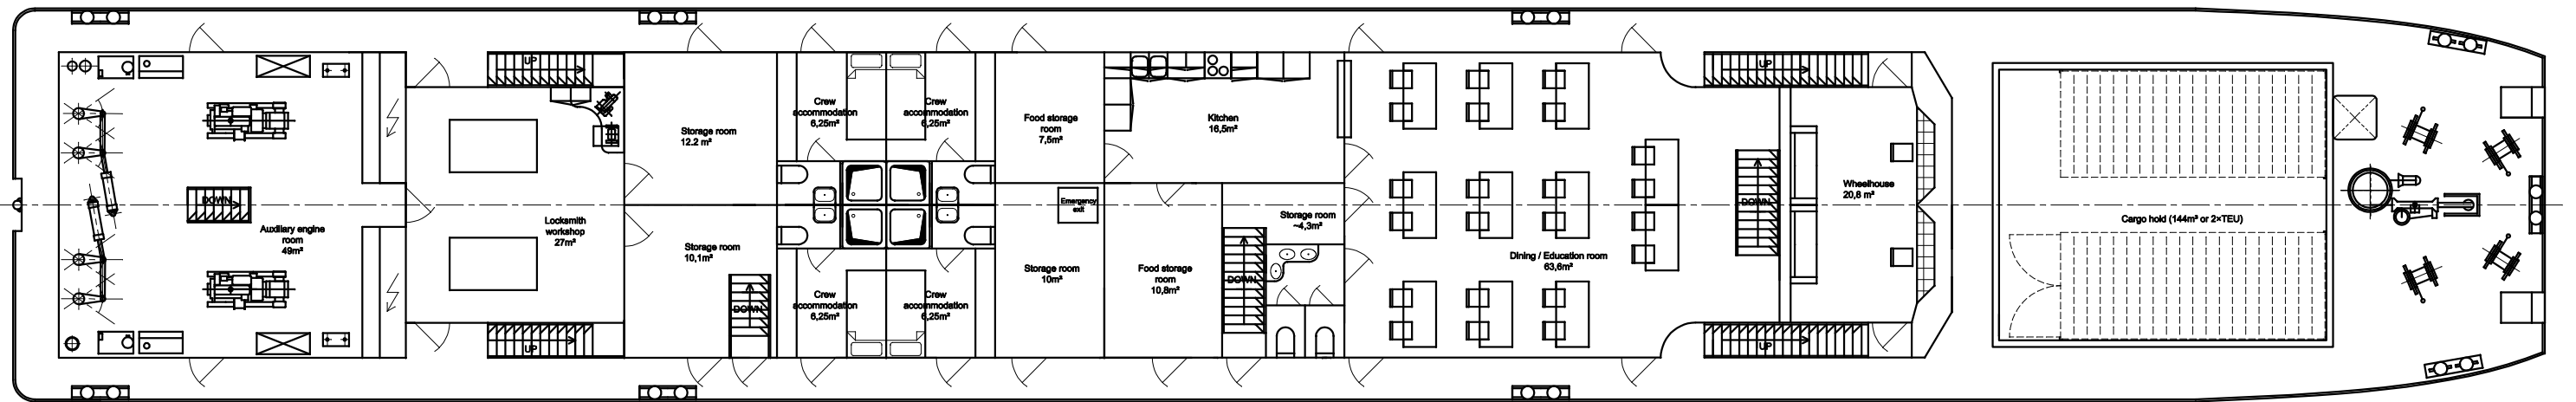 UP
UP
Crew
accommodation
6,25m²
Crew
accommodation
6,25m²
Storage room
12.2 m²
Food storage
room
7,5m²
Kitchen
16,5m²
Wheelhouse
20,8 m²
DOWN
Auxiliary engine
room
49m²
Locksmith
workshop
27m²
Emergency
exit
Storage room
~4,3m²
DOWN
Cargo hold (144m² or 2×TEU)
Storage room
10,1m²
Storage room
10m²
Food storage
room
10,8m²
DOWN
Dining / Education room
63,6m²
DOWN
Crew
accommodation
6,25m²
Crew
accommodation
6,25m²
UP
UP